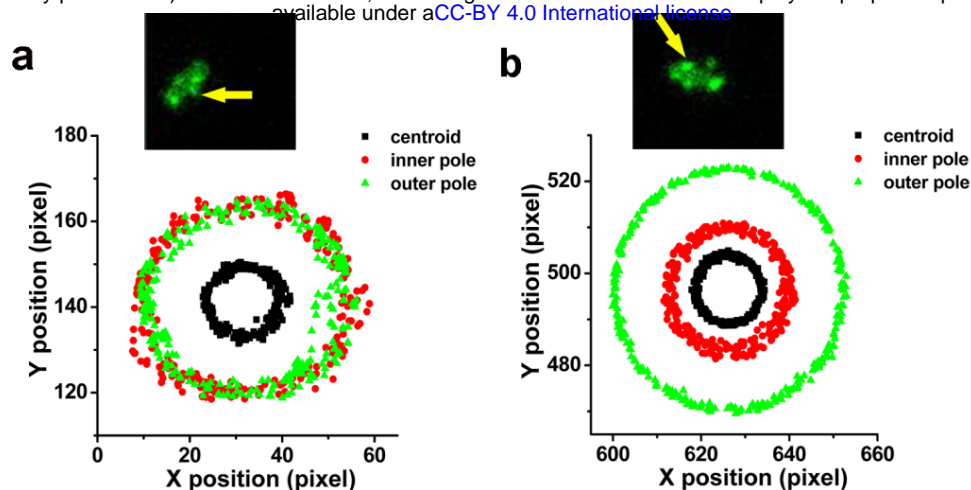 available under aCC-BY 4.0 International license
a
b
180
160
140
120
Y position (pixel)
centroid
inner pole
outer pole
0
20
40
60
X position (pixel)
520
500
480
Y position (pixel)
centroid
inner pole
outer pole
600
620
640
660
X position (pixel)